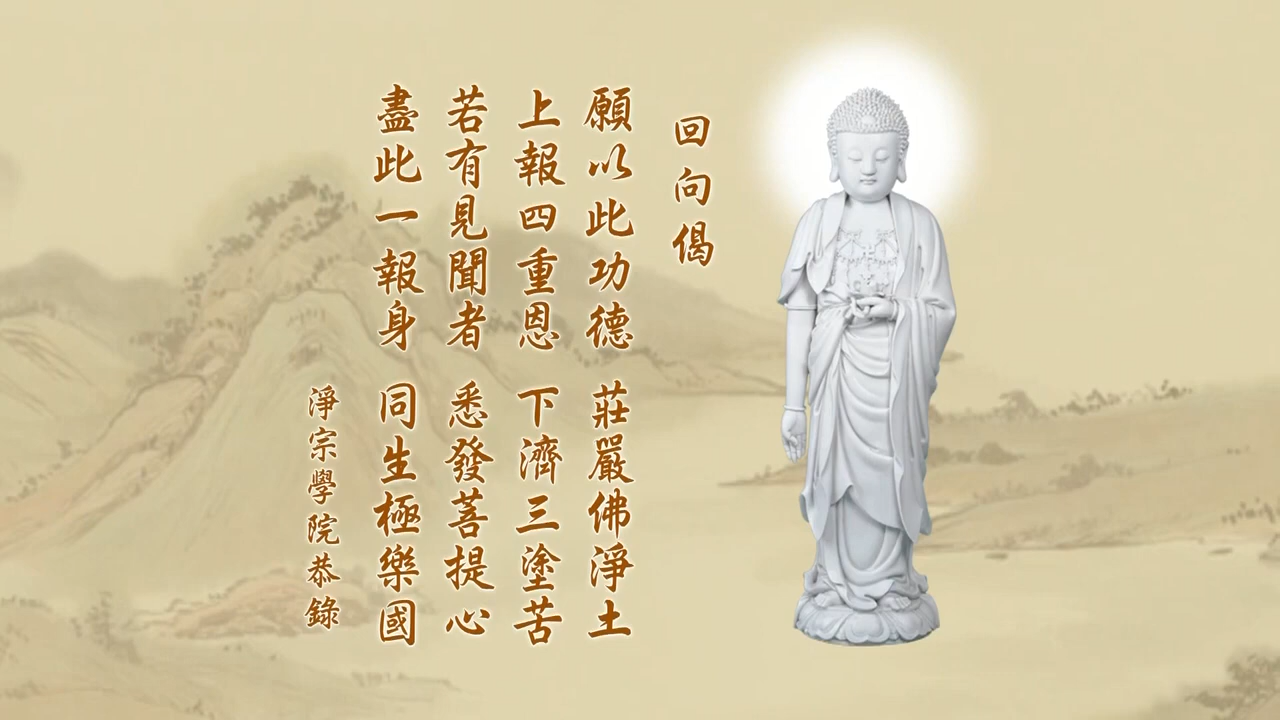 回向偈
願以此功德 莊嚴佛淨土
上報四重恩 下濟三塗苦
若有見聞者 悉發菩提心
盡此一報身 同生極樂國
淨宗學院恭錄